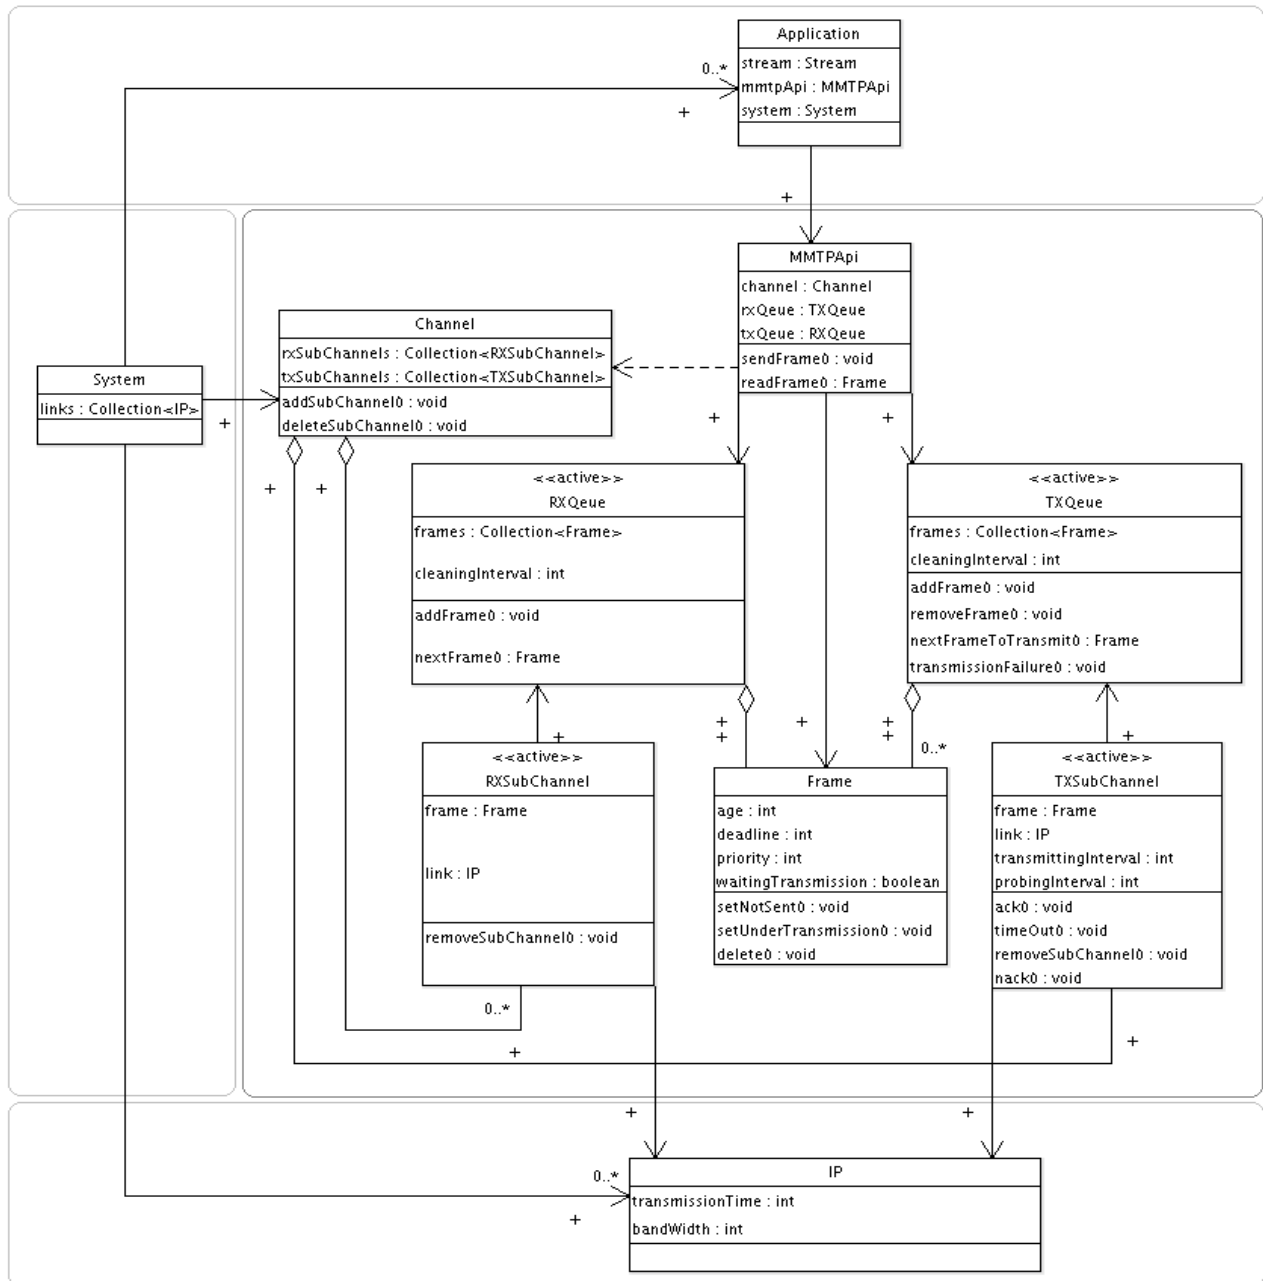 Application
stream : Stream
mmtpApi : MMTPApi
system : System
0..*
+
+
MMTPApi
channel : Channel
rxQeue : TXQeue
txQeue : RXQeue
sendFrame() : void
readFrame() : Frame
Channel
rxSubChannels : Collection<RXSubChannel>
txSubChannels : Collection<TXSubChannel>
addSubChannel() : void
deleteSubChannel() : void
System
links : Collection<IP>
+
+
+
+
+
<<active>>
RXQeue
frames : Collection<Frame>
cleaningInterval : int
addFrame() : void
nextFrame() : Frame
<<active>>
TXQeue
frames : Collection<Frame>
cleaningInterval : int
addFrame() : void
removeFrame() : void
nextFrameToTransmit() : Frame
transmissionFailure() : void
+
+
+
+
+
+
+
0..*
<<active>>
RXSubChannel
frame : Frame
link : IP
removeSubChannel() : void
Frame
age : int
deadline : int
priority : int
waitingTransmission : boolean
setNotSent() : void
setUnderTransmission() : void
delete() : void
<<active>>
TXSubChannel
frame : Frame
link : IP
transmittingInterval : int
probingInterval : int
ack() : void
timeOut() : void
removeSubChannel() : void
nack() : void
0..*
+
+
+
+
0..*
+
IP
transmissionTime : int
bandWidth : int